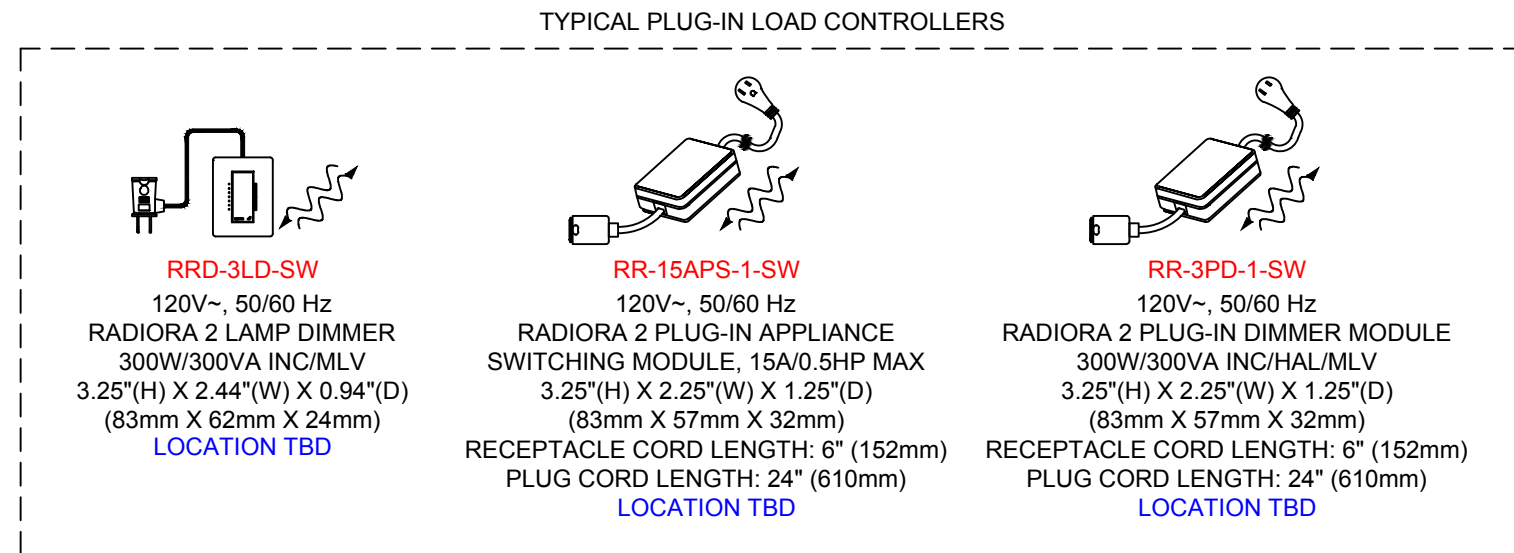 TYPICAL PLUG-IN LOAD CONTROLLERS
RRD-3LD-SW
120V~, 50/60 Hz
RADIORA 2 LAMP DIMMER
300W/300VA INC/MLV
3.25"(H) X 2.44"(W) X 0.94"(D)
(83mm X 62mm X 24mm)
LOCATION TBD
RR-15APS-1-SW
120V~, 50/60 Hz
RADIORA 2 PLUG-IN APPLIANCE
SWITCHING MODULE, 15A/0.5HP MAX
3.25"(H) X 2.25"(W) X 1.25"(D)
(83mm X 57mm X 32mm)
RECEPTACLE CORD LENGTH: 6" (152mm)
PLUG CORD LENGTH: 24" (610mm)
LOCATION TBD
RR-3PD-1-SW
120V~, 50/60 Hz
RADIORA 2 PLUG-IN DIMMER MODULE
300W/300VA INC/HAL/MLV
3.25"(H) X 2.25"(W) X 1.25"(D)
(83mm X 57mm X 32mm)
RECEPTACLE CORD LENGTH: 6" (152mm)
PLUG CORD LENGTH: 24" (610mm)
LOCATION TBD